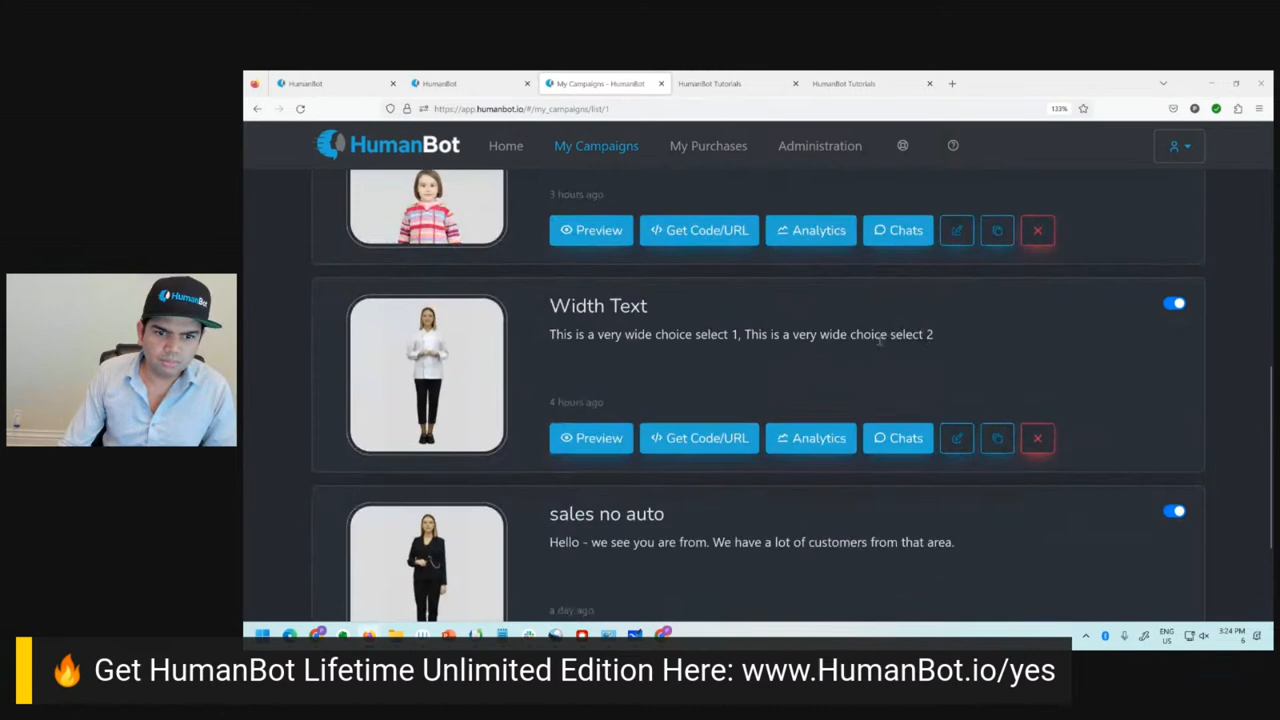 HumanBot
HumanBot
My Campaigns - HumanBot
HumanBot Tutorials
HumanBot Tutorials
https://app.humanbot.io/#/my_campaigns/list/1
133%
HumanBot
Home
My Campaigns
My Purchases
Administration
3 hours ago
Preview
Get Code/URL
Analytics
Chats
Width Text
This is a very wide choice select 1, This is a very wide choice select 2
4 hours ago
Preview
Get Code/URL
Analytics
Chats
sales no auto
Hello - we see you are from. We have a lot of customers from that area.
a day ago
HumanBot
ENG
US
3:24 PM
6
🔥 Get HumanBot Lifetime Unlimited Edition Here: www.HumanBot.io/yes